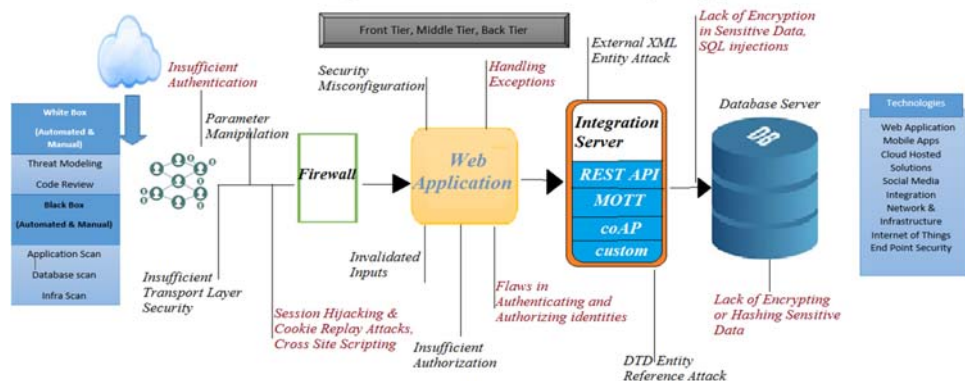 Front Tier, Middle Tier, Back Tier
Insufficient
Authentication
Parameter
Manipulation
Security
Misconfiguration
Handling
Exceptions
External XML
Entity Attack
Lack of Encryption
in Sensitive Data,
SQL injections
White Box
(Automated &
Manual)
Threat Modeling
Code Review
Black Box
(Automated & Manual)
Application Scan
Database scan
Infra Scan
Firewall
Web
Application
Integration
Server
REST API
MOTT
coAP
custom
Database Server
DB
Technologies
Web Application
Mobile Apps
Cloud Hosted
Solutions
Social Media
Integration
Network &
Infrastructure
Internet of Things
End Point Security
Insufficient
Transport Layer
Security
Session Hijacking &
Cookie Replay Attacks,
Cross Site Scripting
Invalidated
Inputs
Insufficient
Authorization
Flaws in
Authenticating and
Authorizing identities
DTD Entity
Reference Attack
Lack of Encrypting
or Hashing Sensitive
Data